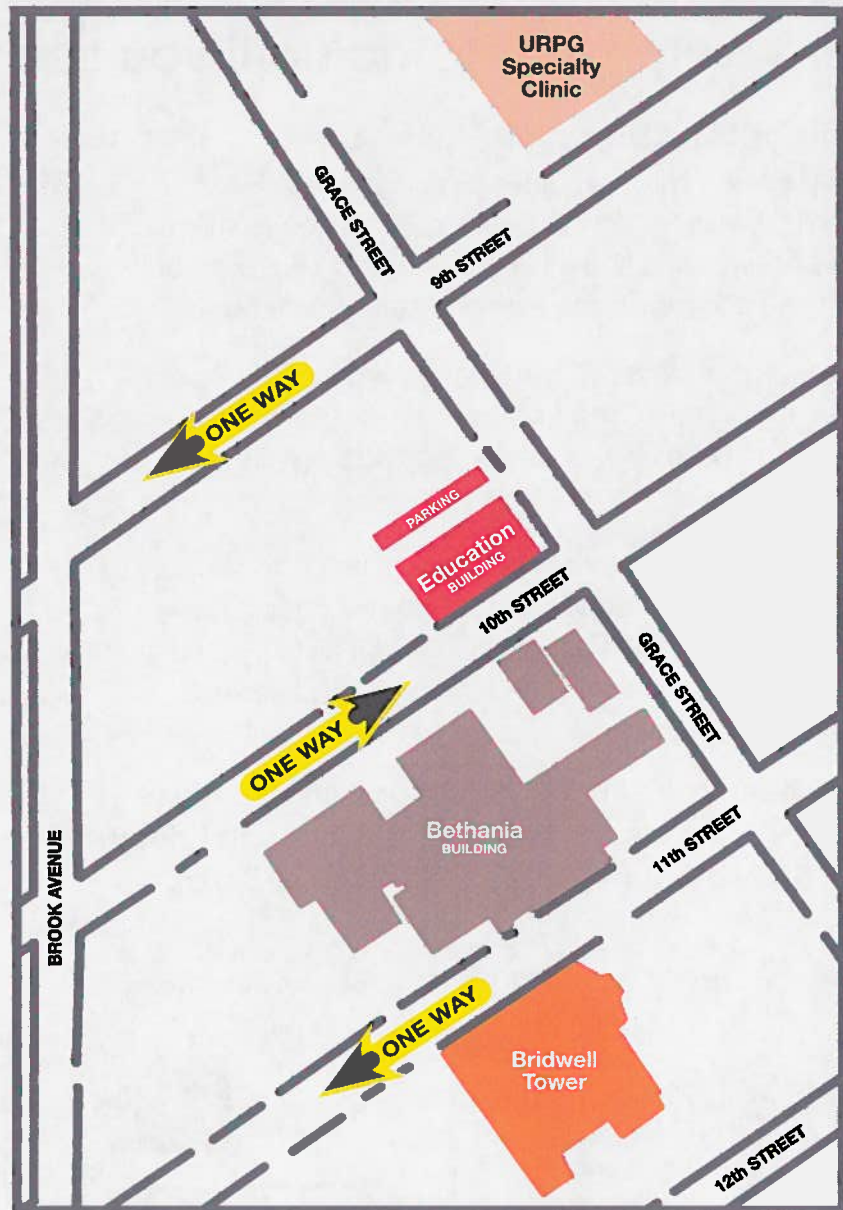 URPG
Specialty
Clinic
GRACE STREET
9th STREET
ONE WAY
PARKING
Education
BUILDING
10th STREET
GRACE STREET
ONE WAY
Bethania
BUILDING
11th STREET
BROOK AVENUE
ONE WAY
Bridwell
Tower
12th STREET